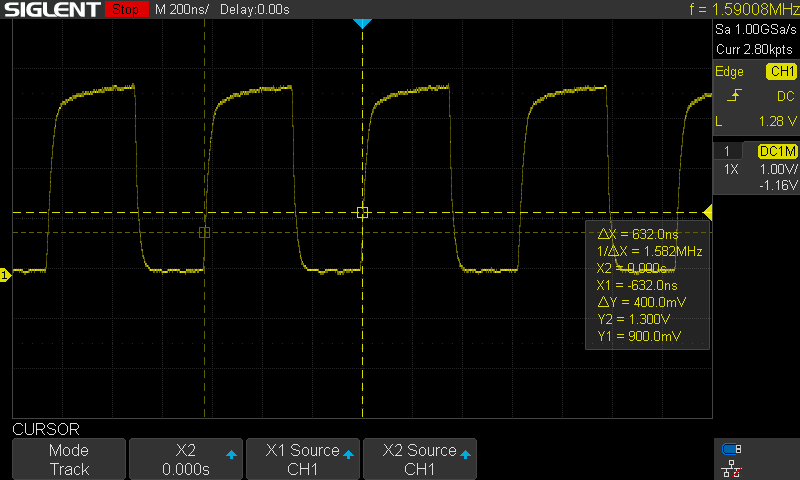 SIGLENT Stop M 200ns/ Delay:0.00s f = 1.59008MHz
Sa 1.00GSa/s
Curr 2.80kpts
Edge CH1
DC
L 1.28 V
1 DC1M
1X 1.00V/
-1.16V
1
ΔX = 632.0ns
1/ΔX = 1.582MHz
X2 = 0.000s
X1 = -632.0ns
ΔY = 400.0mV
Y2 = 1.300V
Y1 = 900.0mV
CURSOR
Mode
Track
X2
0.000s
X1 Source
CH1
X2 Source
CH1